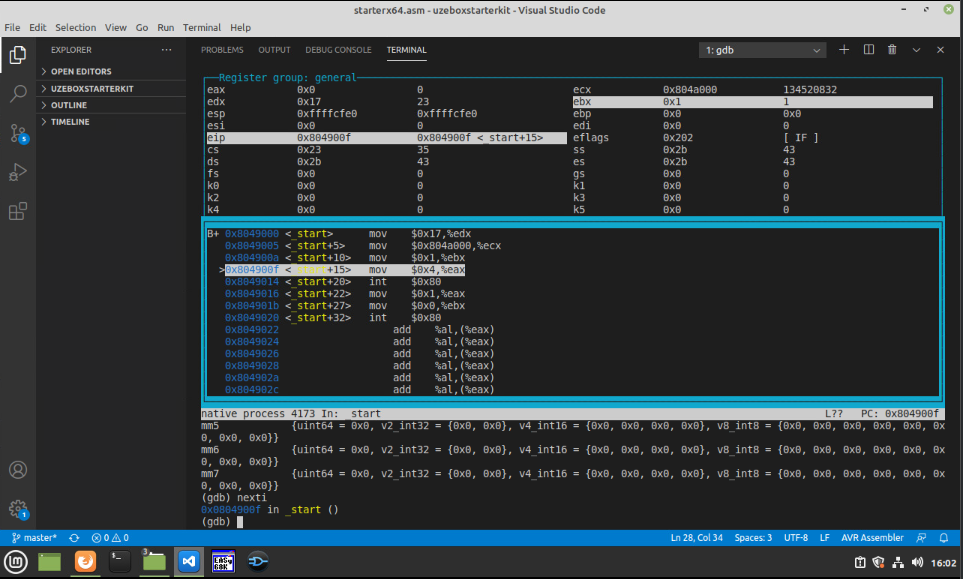 starterx64.asm - uzeboxstarterkit - Visual Studio Code
File Edit Selection View Go Run Terminal Help
EXPLORER ···
PROBLEMS OUTPUT DEBUG CONSOLE TERMINAL
1: gdb
> OPEN EDITORS
> UZEBOXSTARTERKIT
> OUTLINE
> TIMELINE
Register group: general
eax 0x0 0 ecx 0x804a000 134520832
edx 0x17 23 ebx 0x1 1
esp 0xffffcfe0 0xffffcfe0 ebp 0x0 0x0
esi 0x0 0 edi 0x0 0
eip 0x804900f 0x804900f <_start+15> eflags 0x202 [ IF ]
cs 0x23 35 ss 0x2b 43
ds 0x2b 43 es 0x2b 43
fs 0x0 0 gs 0x0 0
k0 0x0 0 k1 0x0 0
k2 0x0 0 k3 0x0 0
k4 0x0 0 k5 0x0 0
B+ 0x8049000 <_start> mov $0x17,%edx
0x8049005 <_start+5> mov $0x804a000,%ecx
0x804900a <_start+10> mov $0x1,%ebx
>0x804900f <_start+15> mov $0x4,%eax
0x8049014 <_start+20> int $0x80
0x8049016 <_start+22> mov $0x1,%eax
0x804901b <_start+27> mov $0x0,%ebx
0x8049020 <_start+32> int $0x80
0x8049022 add %al,(%eax)
0x8049024 add %al,(%eax)
0x8049026 add %al,(%eax)
0x8049028 add %al,(%eax)
0x804902a add %al,(%eax)
0x804902c add %al,(%eax)
native process 4173 In: _start L?? PC: 0x804900f
mm5 {uint64 = 0x0, v2_int32 = {0x0, 0x0}, v4_int16 = {0x0, 0x0, 0x0, 0x0}, v8_int8 = {0x0, 0x0, 0x0, 0x0, 0x0, 0x
0, 0x0, 0x0}}
mm6 {uint64 = 0x0, v2_int32 = {0x0, 0x0}, v4_int16 = {0x0, 0x0, 0x0, 0x0}, v8_int8 = {0x0, 0x0, 0x0, 0x0, 0x0, 0x
0, 0x0, 0x0}}
mm7 {uint64 = 0x0, v2_int32 = {0x0, 0x0}, v4_int16 = {0x0, 0x0, 0x0, 0x0}, v8_int8 = {0x0, 0x0, 0x0, 0x0, 0x0, 0x
0, 0x0, 0x0}}
(gdb) nexti
0x0804900f in _start ()
(gdb)
5
1
master* 0 0 Ln 28, Col 34 Spaces: 3 UTF-8 LF AVR Assembler
3
EASy
68K
16:02